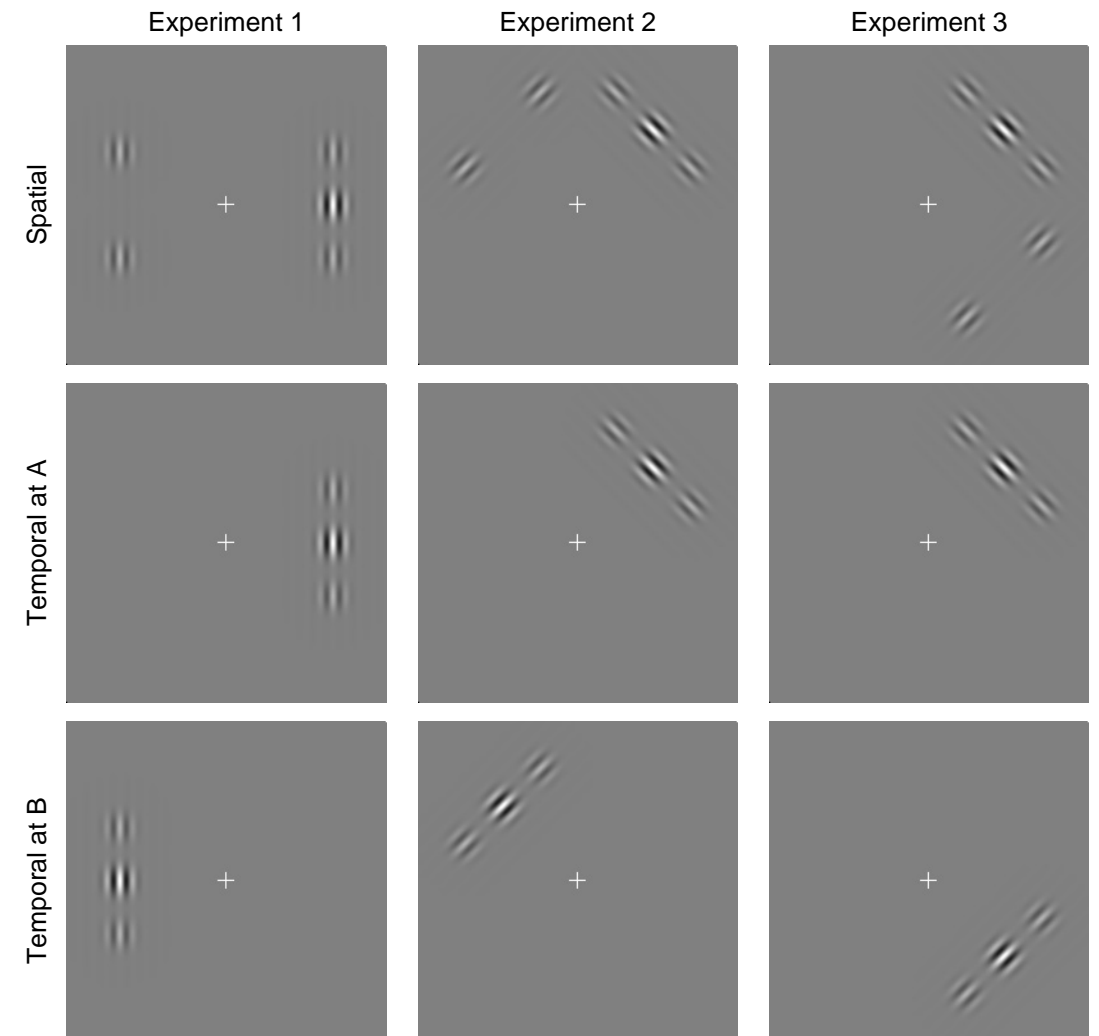 Experiment 1
Experiment 2
Experiment 3
Spatial
Temporal at A
Temporal at B